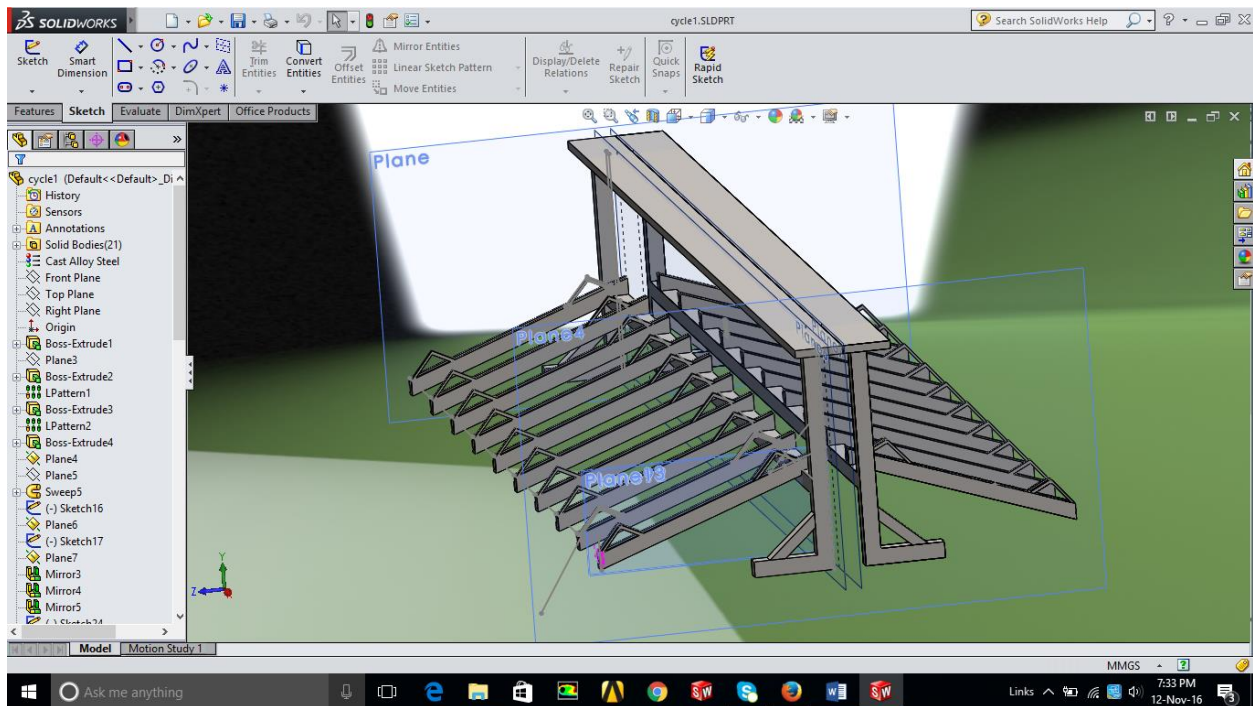 SOLIDWORKS
cycle1.SLDPRT
Search SolidWorks Help
Sketch
Smart Dimension
Trim Entities
Convert Entities
Offset Entities
Mirror Entities
Linear Sketch Pattern
Move Entities
Display/Delete Relations
Repair Sketch
Quick Snaps
Rapid Sketch
Features Sketch Evaluate DimXpert Office Products
cycle1 (Default<<Default>_Di
History
Sensors
Annotations
Solid Bodies(21)
Cast Alloy Steel
Front Plane
Top Plane
Right Plane
Origin
Boss-Extrude1
Plane3
Boss-Extrude2
LPattern1
Boss-Extrude3
LPattern2
Boss-Extrude4
Plane4
Plane5
Sweep5
(-) Sketch16
Plane6
(-) Sketch17
Plane7
Mirror3
Mirror4
Mirror5
(-) Sketch24
Plane
Plane4
Plane13
Y
Z
Model Motion Study 1
MMGS
Ask me anything
Links
7:33 PM
12-Nov-16